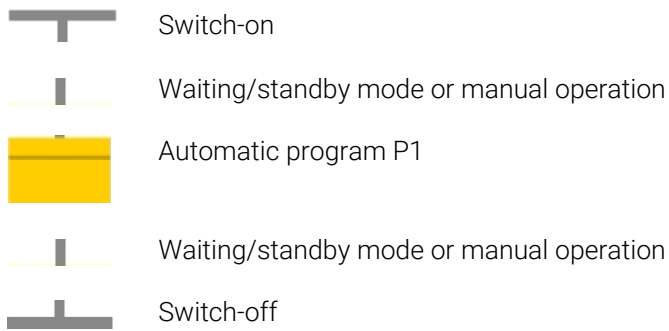 Switch-on
Waiting/standby mode or manual operation
Automatic program P1
Waiting/standby mode or manual operation
Switch-off